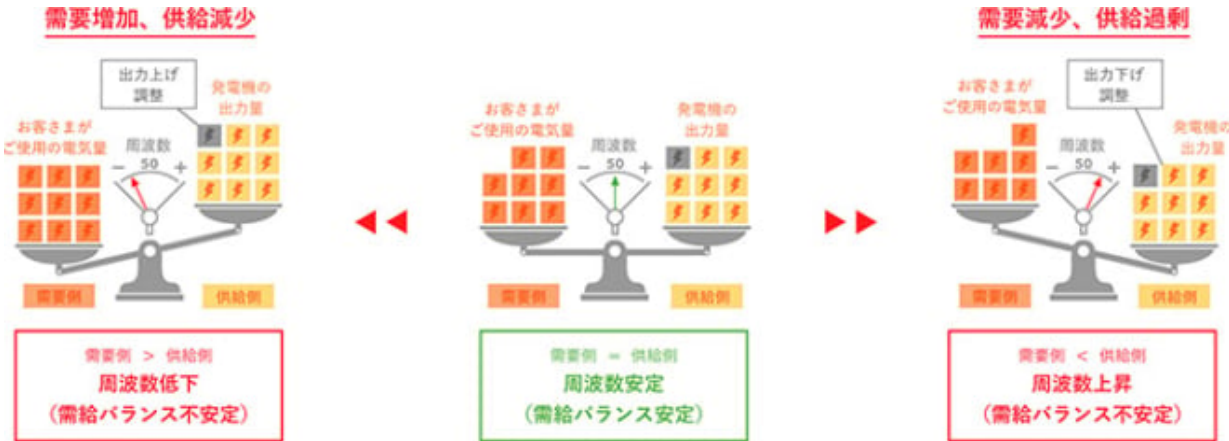 需要増加、供給減少
出力上げ
調整
発電機の
出力量
お客さまが
ご使用の電気量
周波数
- 50 +
需要側
供給側
需要側 > 供給側
周波数低下
(需給バランス不安定)
お客さまが
ご使用の電気量
発電機の
出力量
周波数
- 50 +
需要側
供給側
需要側 = 供給側
周波数安定
(需給バランス安定)
需要減少、供給過剰
出力下げ
調整
お客さまが
ご使用の電気量
発電機の
出力量
周波数
- 50 +
需要側
供給側
需要側 < 供給側
周波数上昇
(需給バランス不安定)